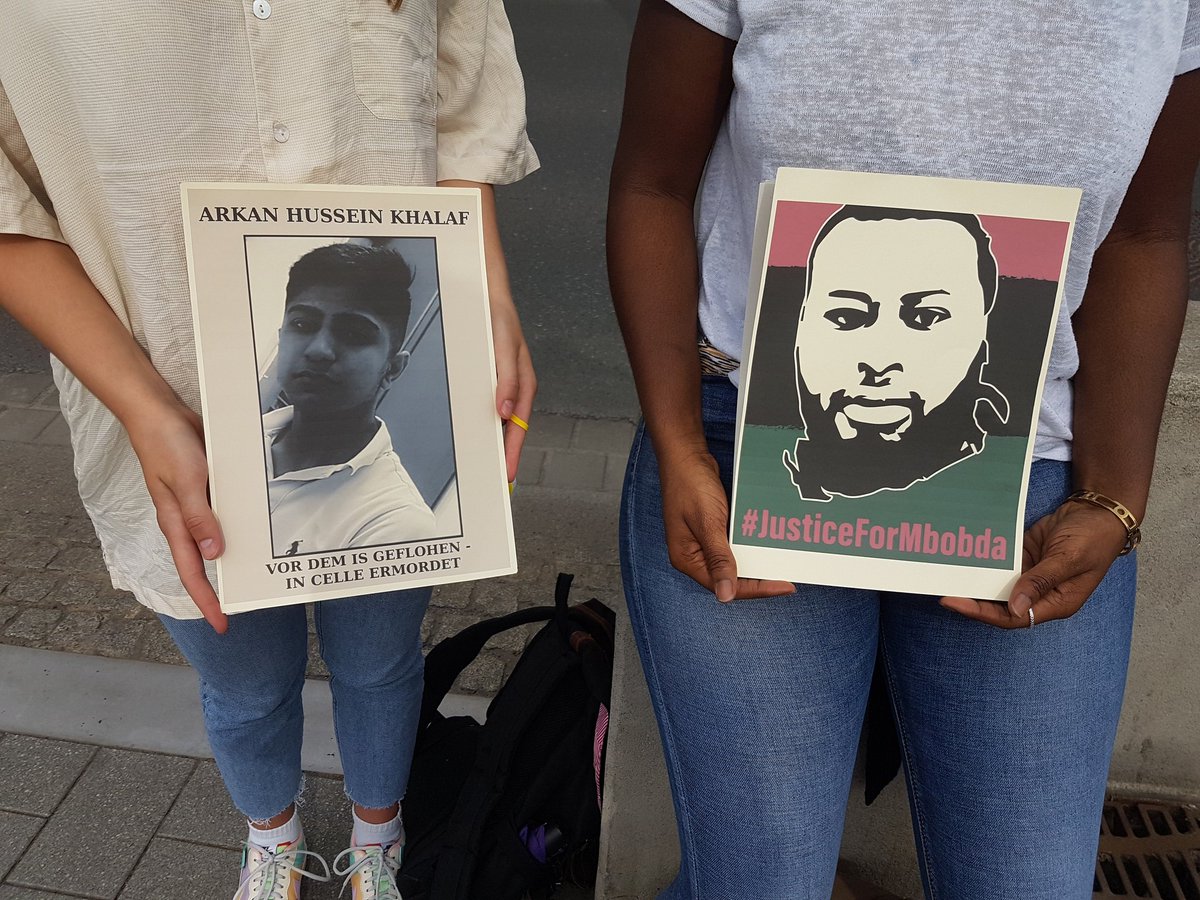 ARKAN HUSSEIN KHALAF
VOR DEM IS GEFLOHEN -
IN CELLE ERMORDET
#JusticeForMbobda